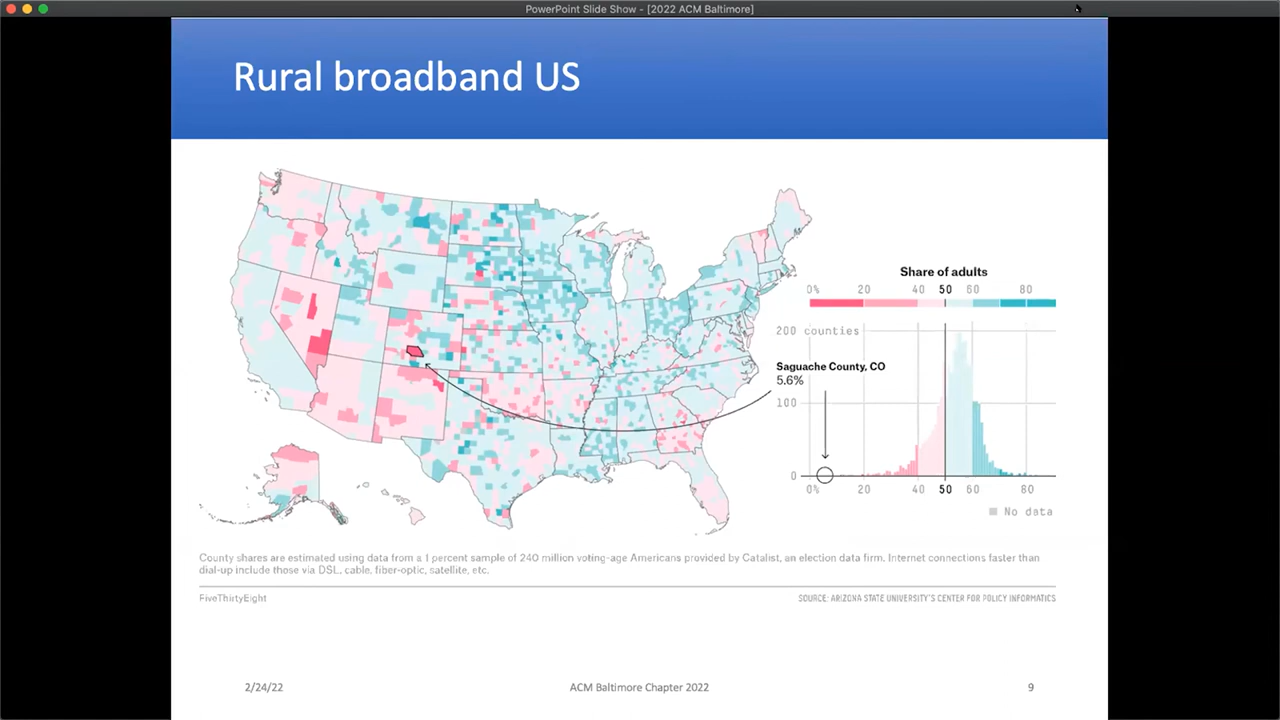 PowerPoint Slide Show - [2022 ACM Baltimore]
Rural broadband US
Share of adults
0% 20 40 50 60 80
200 counties
Saguache County, CO
5.6%
100
0
0% 20 40 50 60 80
No data
County shares are estimated using data from a 1 percent sample of 240 million voting-age Americans provided by Catalist, an election data firm. Internet connections faster than
dial-up include those via DSL, cable, fiber-optic, satellite, etc.
FiveThirtyEight
SOURCE: ARIZONA STATE UNIVERSITY'S CENTER FOR POLICY INFORMATICS
2/24/22
ACM Baltimore Chapter 2022
9